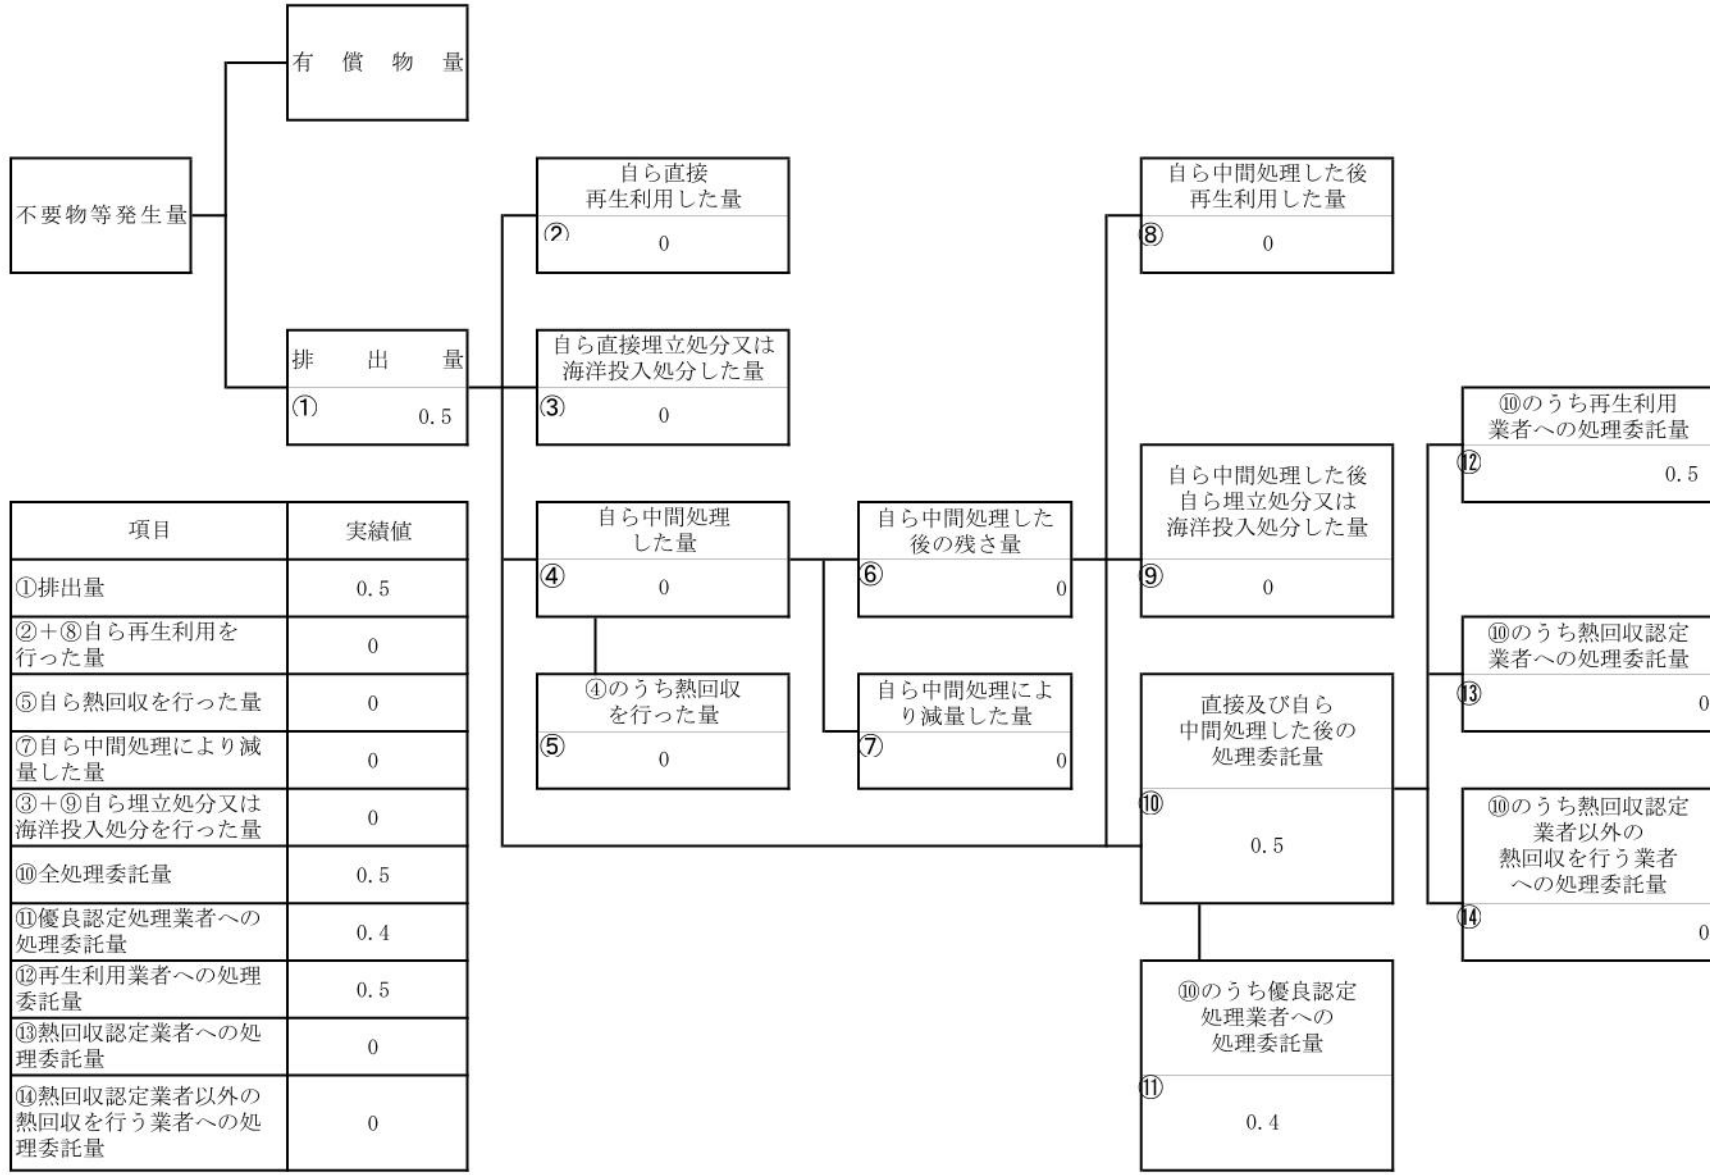 有償物量
不要物等発生量
排出量
①
0.5
自ら直接
再生利用した量
②
0
自ら直接埋立処分又は
海洋投入処分した量
③
0
自ら中間処理
した量
④
0
④のうち熱回収
を行った量
⑤
0
自ら中間処理した
後の残さ量
⑥
0
自ら中間処理によ
り減量した量
⑦
0
自ら中間処理した後
再生利用した量
⑧
0
自ら中間処理した後
自ら埋立処分又は
海洋投入処分した量
⑨
0
直接及び自ら
中間処理した後の
処理委託量
⑩
0.5
⑩のうち優良認定
処理業者への
処理委託量
⑪
0.4
⑩のうち再生利用
業者への処理委託量
⑫
0.5
⑩のうち熱回収認定
業者への処理委託量
⑬
0
⑩のうち熱回収認定
業者以外の
熱回収を行う業者
への処理委託量
⑭
0
項目 実績値
①排出量 0.5
②＋⑧自ら再生利用を
行った量 0
⑤自ら熱回収を行った量 0
⑦自ら中間処理により減
量した量 0
③＋⑨自ら埋立処分又は
海洋投入処分を行った量 0
⑩全処理委託量 0.5
⑪優良認定処理業者への
処理委託量 0.4
⑫再生利用業者への処理
委託量 0.5
⑬熱回収認定業者への処
理委託量 0
⑭熱回収認定業者以外の
熱回収を行う業者への処
理委託量 0